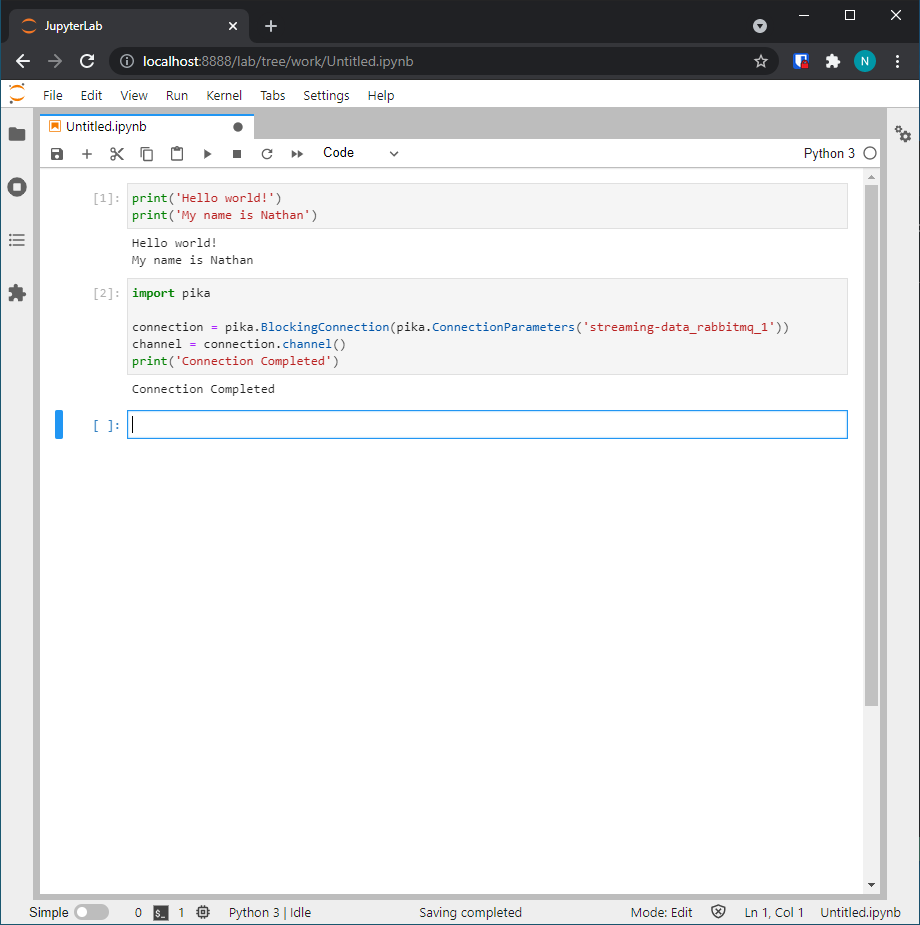 JupyterLab
localhost:8888/lab/tree/work/Untitled.ipynb
N
File Edit View Run Kernel Tabs Settings Help
Untitled.ipynb
Code
Python 3
[1]: print('Hello world!')
print('My name is Nathan')
Hello world!
My name is Nathan
[2]: import pika
connection = pika.BlockingConnection(pika.ConnectionParameters('streaming-data_rabbitmq_1'))
channel = connection.channel()
print('Connection Completed')
Connection Completed
[ ]:
Simple 0 $_ 1 Python 3 | Idle Saving completed Mode: Edit Ln 1, Col 1 Untitled.ipynb